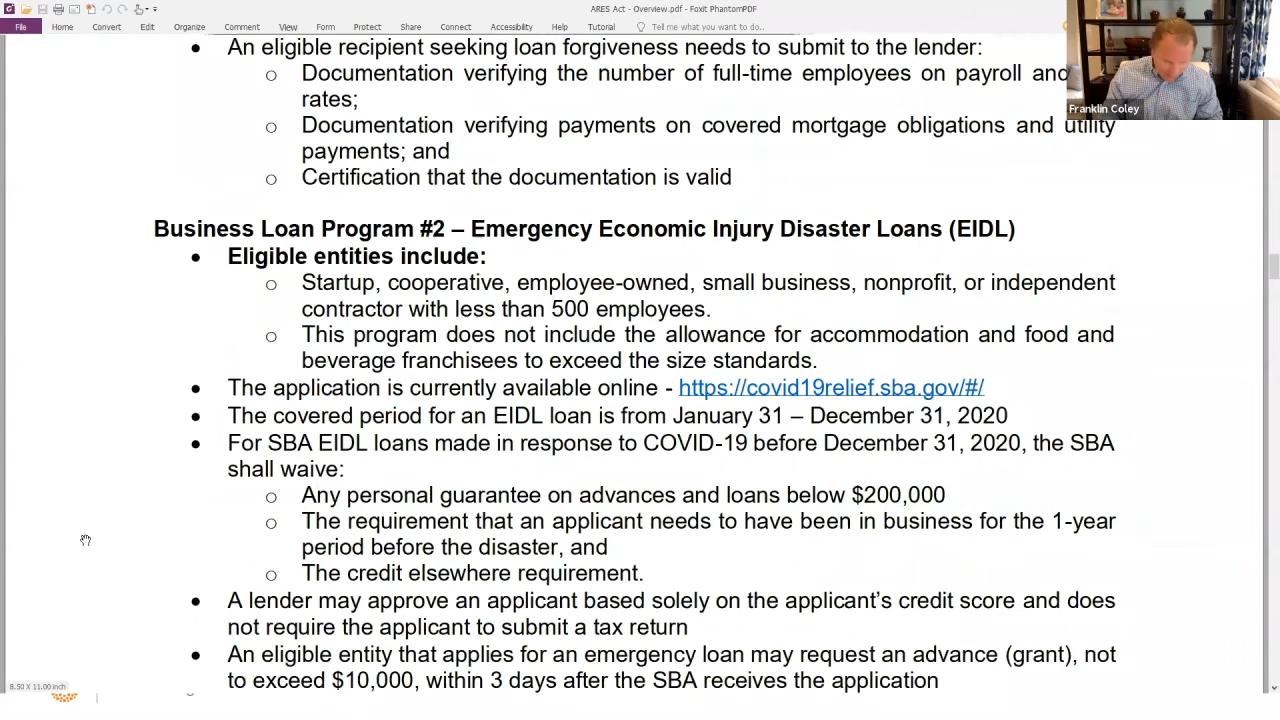 ARES Act - Overview.pdf - Foxit PhantomPDF
File Home Convert Edit Organize Comment View Form Protect Share Connect Accessibility Help Tutorial Tell me what you want to do..
• An eligible recipient seeking loan forgiveness needs to submit to the lender:
o Documentation verifying the number of full-time employees on payroll and
rates;
Franklin Coley
o Documentation verifying payments on covered mortgage obligations and utility
payments; and
o Certification that the documentation is valid
Business Loan Program #2 – Emergency Economic Injury Disaster Loans (EIDL)
• Eligible entities include:
o Startup, cooperative, employee-owned, small business, nonprofit, or independent
contractor with less than 500 employees.
o This program does not include the allowance for accommodation and food and
beverage franchisees to exceed the size standards.
• The application is currently available online - https://covid19relief.sba.gov/#/
• The covered period for an EIDL loan is from January 31 – December 31, 2020
• For SBA EIDL loans made in response to COVID-19 before December 31, 2020, the SBA
shall waive:
o Any personal guarantee on advances and loans below $200,000
o The requirement that an applicant needs to have been in business for the 1-year
period before the disaster, and
o The credit elsewhere requirement.
• A lender may approve an applicant based solely on the applicant's credit score and does
not require the applicant to submit a tax return
• An eligible entity that applies for an emergency loan may request an advance (grant), not
to exceed $10,000, within 3 days after the SBA receives the application
8.50 X 11.00 inch